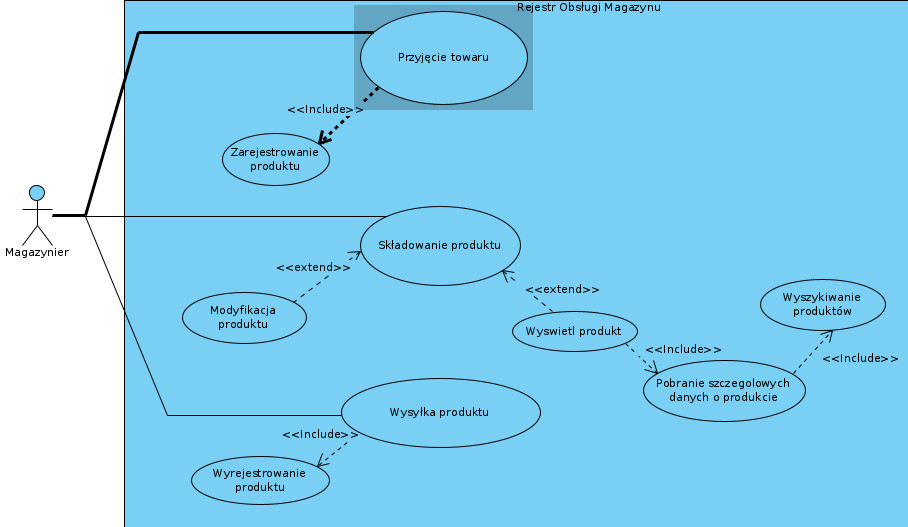 Rejestr Obsługi Magazynu
Przyjęcie towaru
<<Include>>
Zarejestrowanie
produktu
Magazynier
Składowanie produktu
<<extend>>
Modyfikacja
produktu
<<extend>>
Wyswietl produkt
Wyszykiwanie
produktów
<<Include>>
<<Include>>
Pobranie szczegolowych
danych o produkcie
Wysyłka produktu
<<Include>>
Wyrejestrowanie
produktu